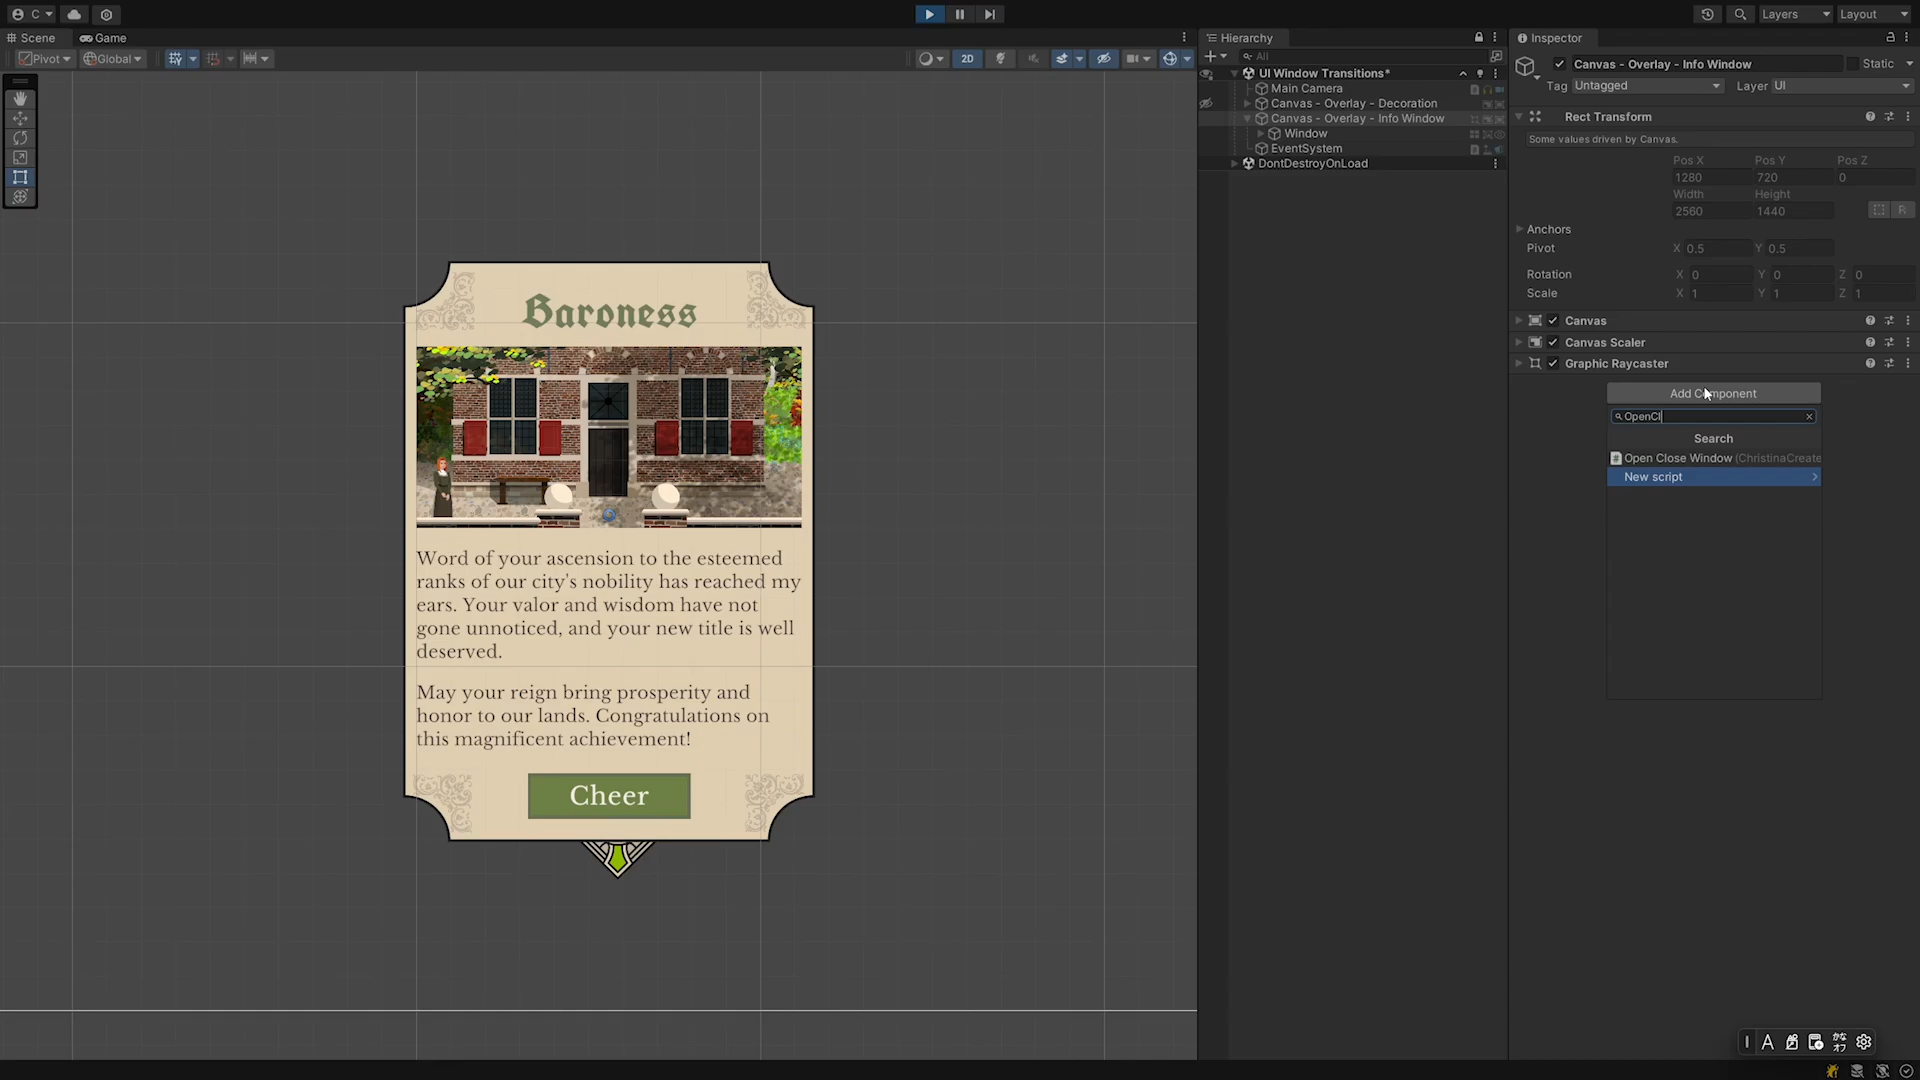 C
Layers
Layout
Scene
Game
Pivot
Global
2D
Hierarchy
All
UI Window Transitions*
Main Camera
Canvas - Overlay - Decoration
Canvas - Overlay - Info Window
Window
EventSystem
DontDestroyOnLoad
Inspector
Canvas - Overlay - Info Window
Static
Tag Untagged
Layer UI
Rect Transform
Some values driven by Canvas.
Pos X Pos Y Pos Z
1280 720 0
Width Height
2560 1440
R
Anchors
Pivot X 0.5 Y 0.5
Rotation X 0 Y 0 Z 0
Scale X 1 Y 1 Z 1
Canvas
Canvas Scaler
Graphic Raycaster
Add Component
OpenCl
Search
Open Close Window (ChristinaCreate
New script
Baroness
Word of your ascension to the esteemed
ranks of our city's nobility has reached my
ears. Your valor and wisdom have not
gone unnoticed, and your new title is well
deserved.
May your reign bring prosperity and
honor to our lands. Congratulations on
this magnificent achievement!
Cheer
A
かな
オフ